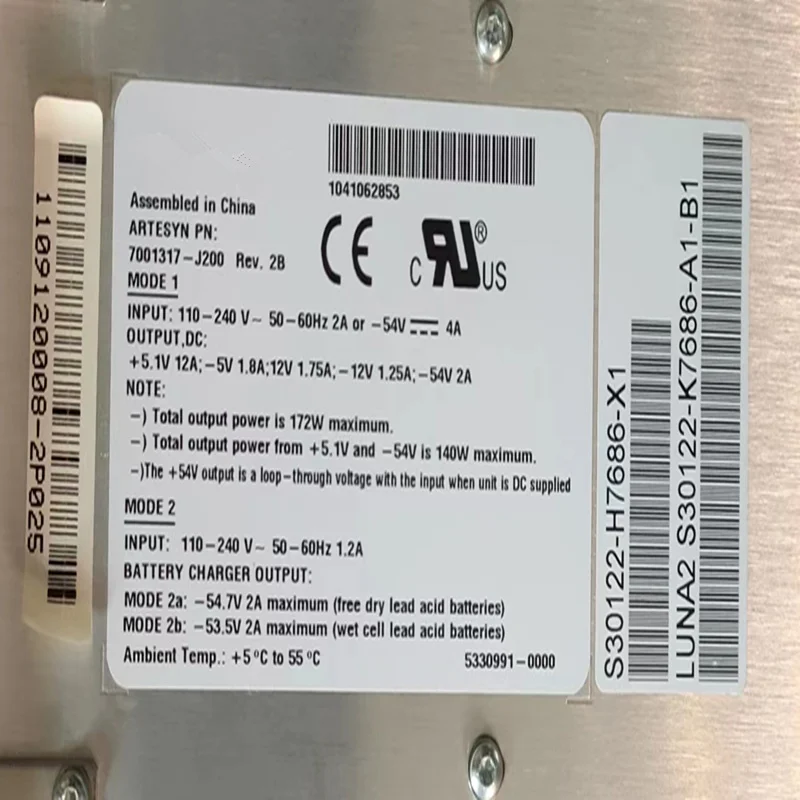 1109120008-2P025
1041062853
Assembled in China
ARTESYN PN:
7001317-J200 Rev. 2B
CE
C RU® US
MODE 1
INPUT: 110-240 V~ 50-60Hz 2A or -54V⎓ 4A
OUTPUT,DC:
+5.1V 12A;-5V 1.8A;12V 1.75A;-12V 1.25A;-54V 2A
NOTE:
-) Total output power is 172W maximum.
-) Total output power from +5.1V and -54V is 140W maximum.
-)The +54V output is a loop-through voltage with the input when unit is DC supplied
MODE 2
INPUT: 110-240 V~ 50-60Hz 1.2A
BATTERY CHARGER OUTPUT:
MODE 2a: -54.7V 2A maximum (free dry lead acid batteries)
MODE 2b: -53.5V 2A maximum (wet cell lead acid batteries)
Ambient Temp.: +5°C to 55°C
5330991-0000
S30122-H7686-X1
LUNA2 S30122-K7686-A1-B1